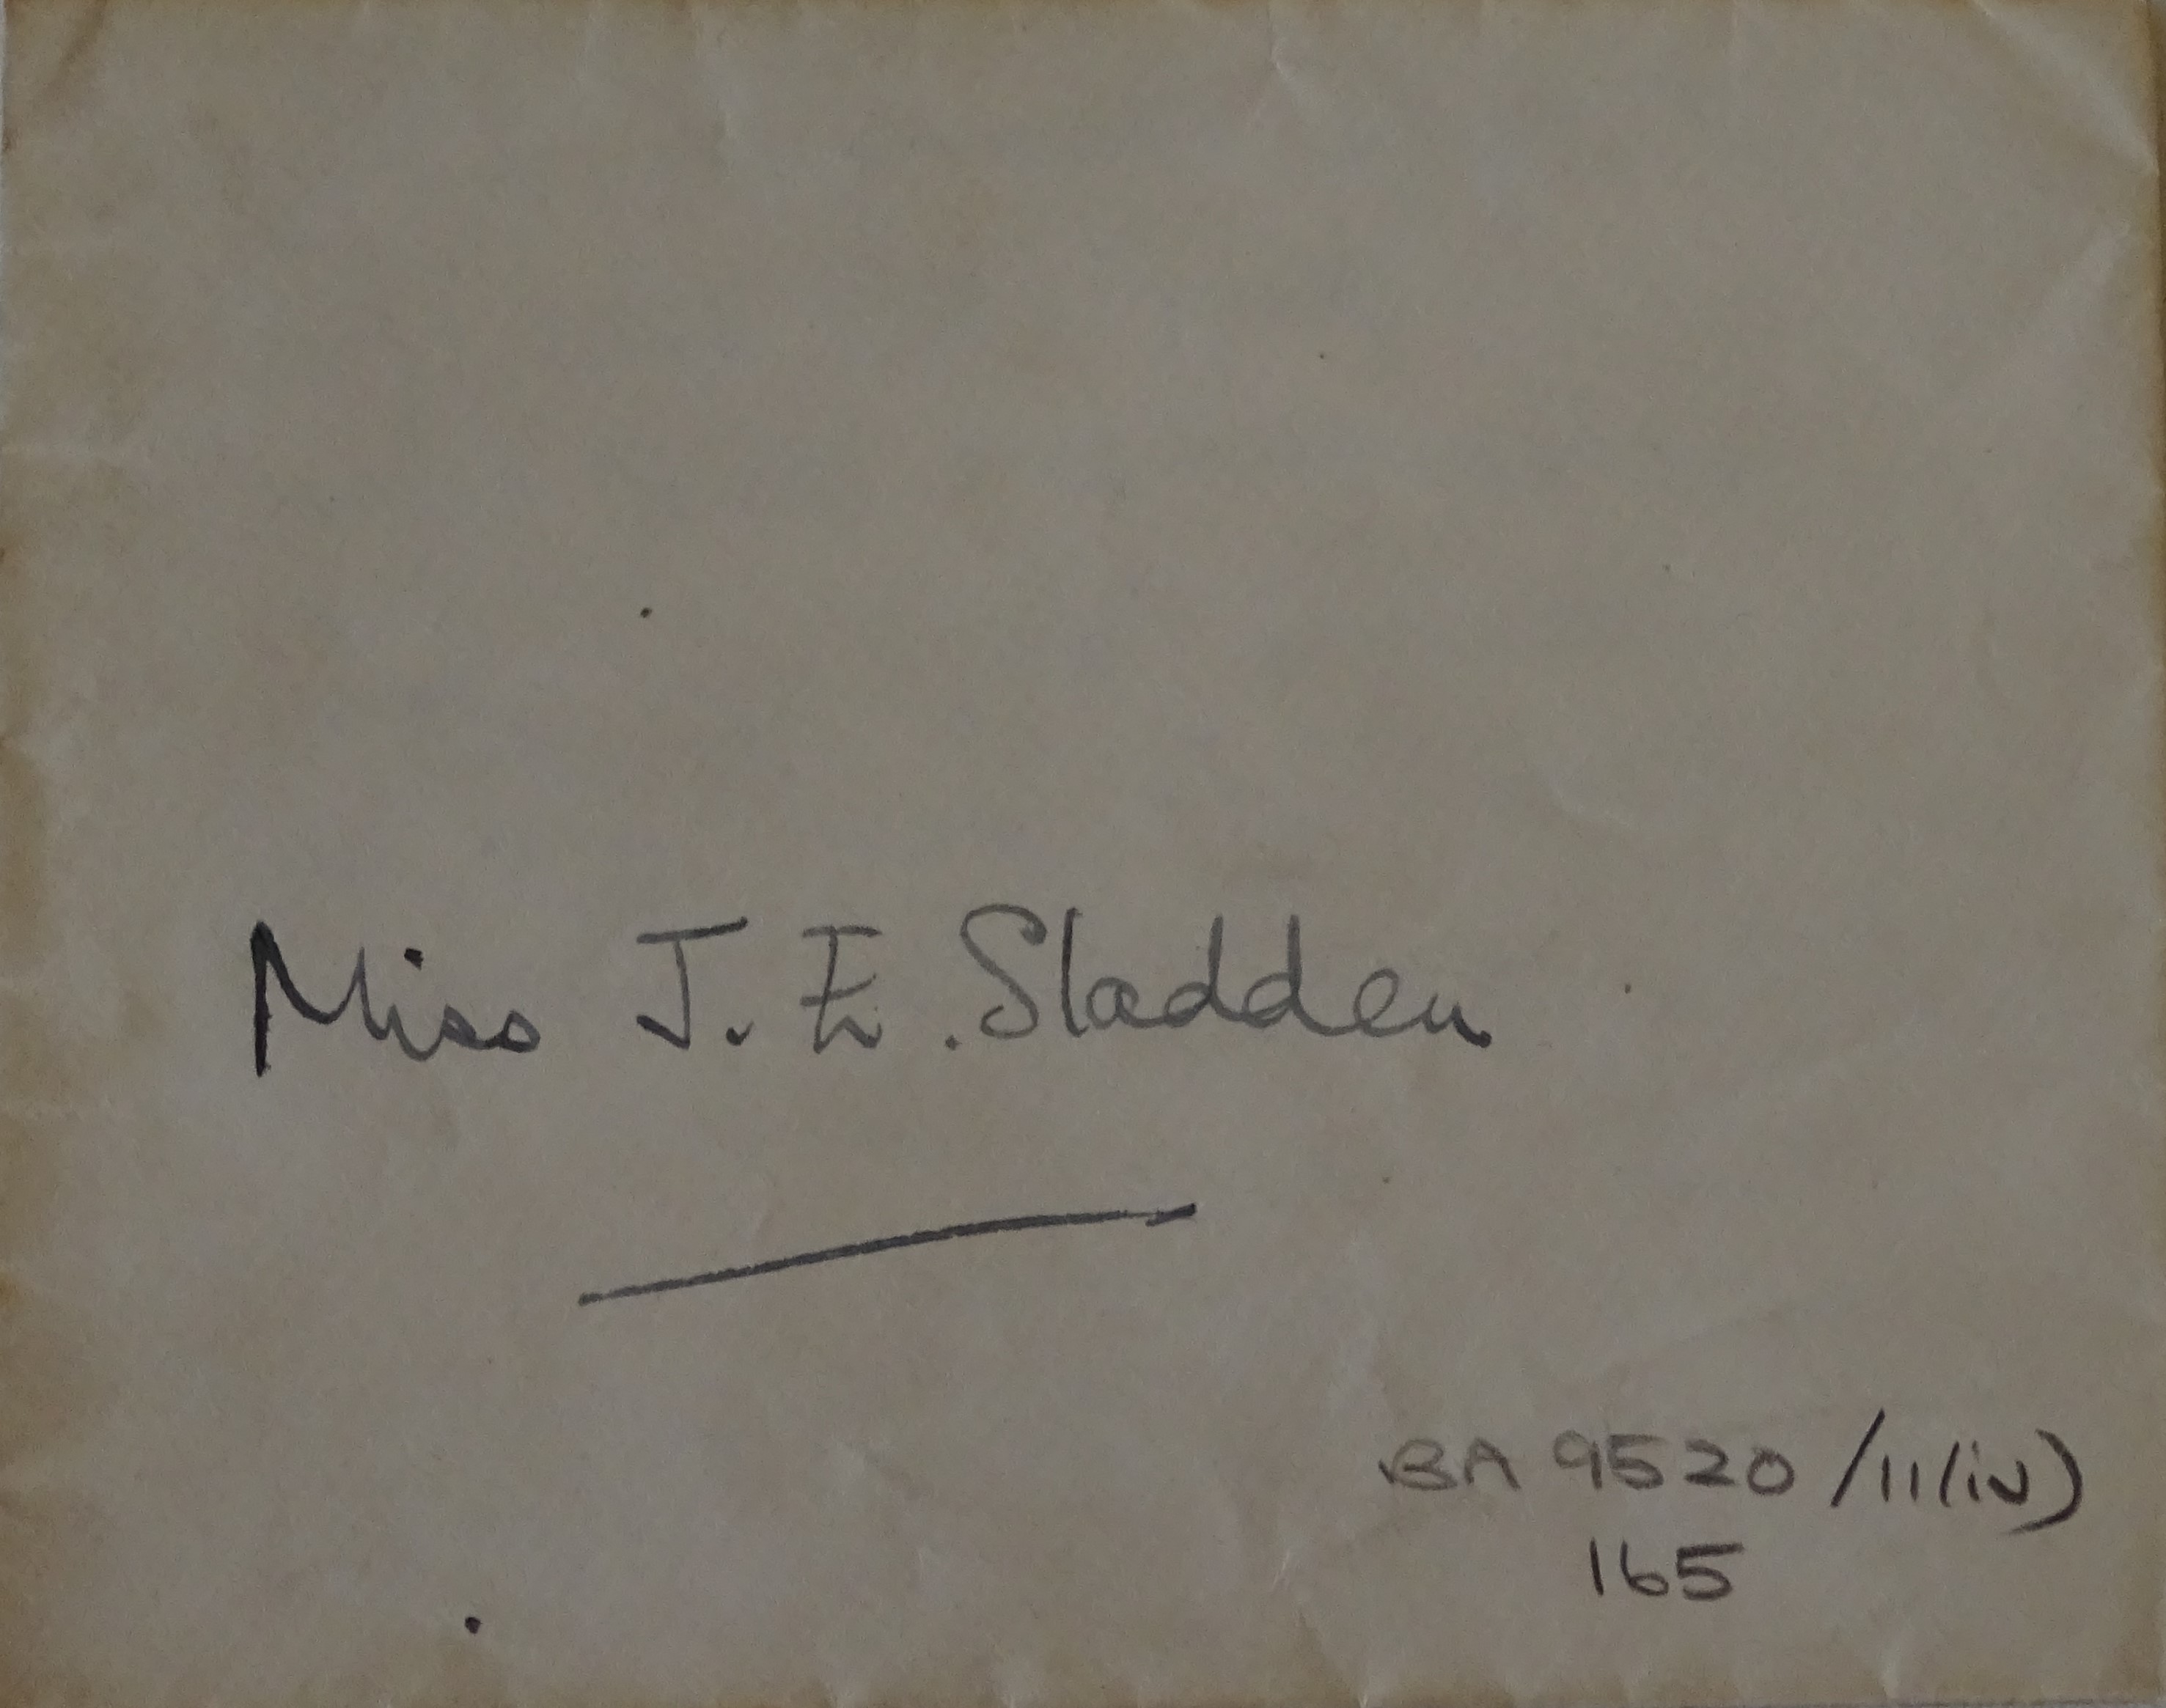 Miss J. E. Sladden
BA 9520 /11(iv)
165